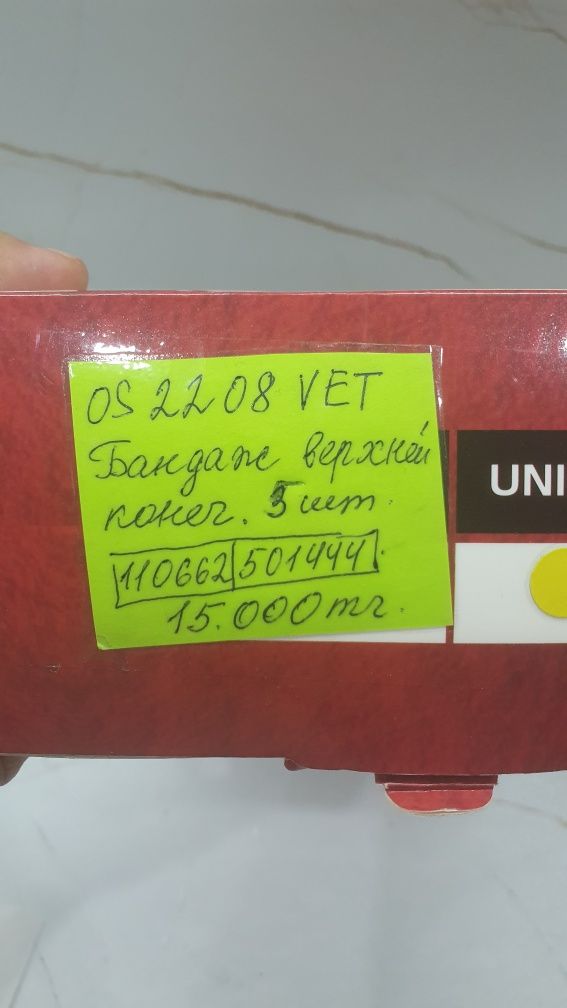 OS 2208 VET
Бандаж верхней
конеч. 5 шт.
110662 501444
15.000тг.
UNI